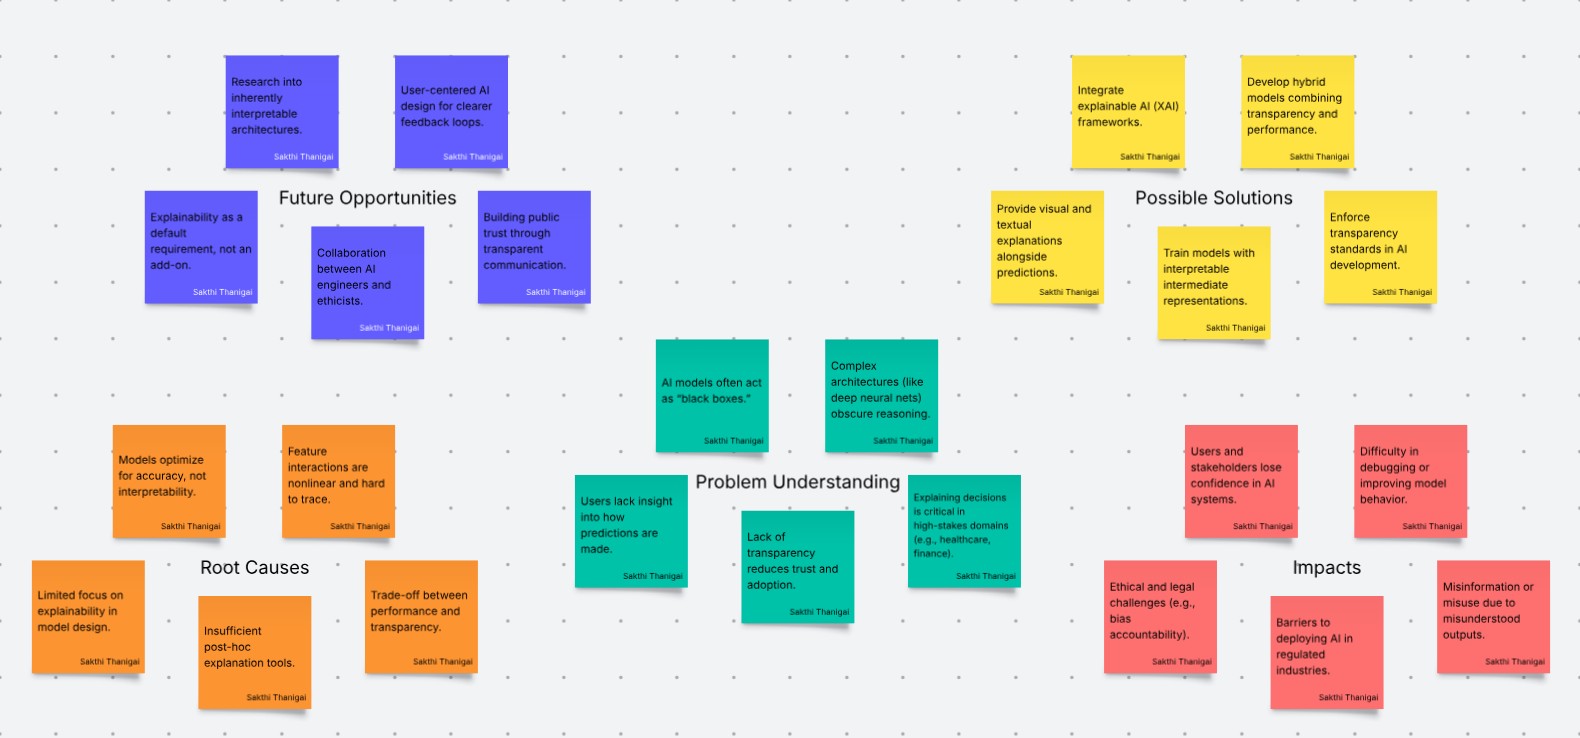 Research into
inherently
interpretable
architectures.
Sakthi Thanigai
User-centered AI
design for clearer
feedback loops.
Sakthi Thanigai
Future Opportunities
Explainability as a
default
requirement, not an
add-on.
Sakthi Thanigai
Collaboration
between AI
engineers and
ethicists.
Sakthi Thanigai
Building public
trust through
transparent
communication.
Sakthi Thanigai
Integrate
explainable AI (XAI)
frameworks.
Sakthi Thanigai
Develop hybrid
models combining
transparency and
performance.
Sakthi Thanigai
Possible Solutions
Provide visual and
textual
explanations
alongside
predictions.
Sakthi Thanigai
Train models with
interpretable
intermediate
representations.
Sakthi Thanigai
Enforce
transparency
standards in AI
development.
Sakthi Thanigai
AI models often act
as “black boxes.”
Sakthi Thanigai
Complex
architectures (like
deep neural nets)
obscure reasoning.
Sakthi Thanigai
Problem Understanding
Users lack insight
into how
predictions are
made.
Sakthi Thanigai
Lack of
transparency
reduces trust and
adoption.
Sakthi Thanigai
Explaining decisions
is critical in
high-stakes domains
(e.g., healthcare,
finance).
Sakthi Thanigai
Models optimize
for accuracy, not
interpretability.
Sakthi Thanigai
Feature
interactions are
nonlinear and hard
to trace.
Sakthi Thanigai
Root Causes
Limited focus on
explainability in
model design.
Sakthi Thanigai
Insufficient
post-hoc
explanation tools.
Sakthi Thanigai
Trade-off between
performance and
transparency.
Sakthi Thanigai
Users and
stakeholders lose
confidence in AI
systems.
Sakthi Thanigai
Difficulty in
debugging or
improving model
behavior.
Sakthi Thanigai
Impacts
Ethical and legal
challenges (e.g.,
bias
accountability).
Sakthi Thanigai
Barriers to
deploying AI in
regulated
industries.
Sakthi Thanigai
Misinformation or
misuse due to
misunderstood
outputs.
Sakthi Thanigai